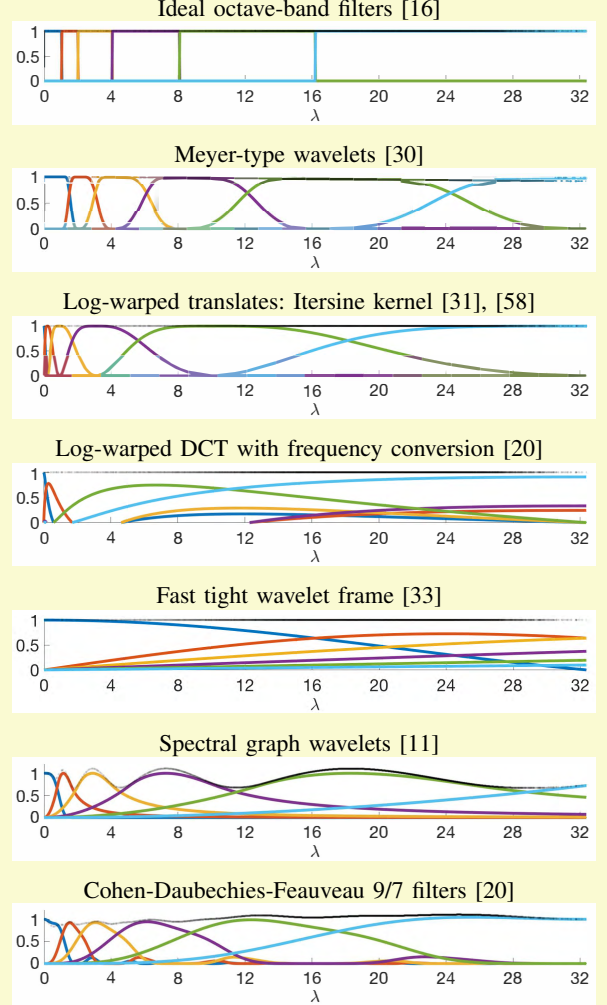 Ideal octave-band filters [16]
1
0.5
0
0 4 8 12 16 20 24 28 32
λ
Meyer-type wavelets [30]
1
0.5
0
0 4 8 12 16 20 24 28 32
λ
Log-warped translates: Itersine kernel [31], [58]
1
0.5
0
0 4 8 12 16 20 24 28 32
λ
Log-warped DCT with frequency conversion [20]
1
0.5
0
0 4 8 12 16 20 24 28 32
λ
Fast tight wavelet frame [33]
1
0.5
0
0 4 8 12 16 20 24 28 32
λ
Spectral graph wavelets [11]
1
0.5
0
0 4 8 12 16 20 24 28 32
λ
Cohen-Daubechies-Feauveau 9/7 filters [20]
1
0.5
0
0 4 8 12 16 20 24 28 32